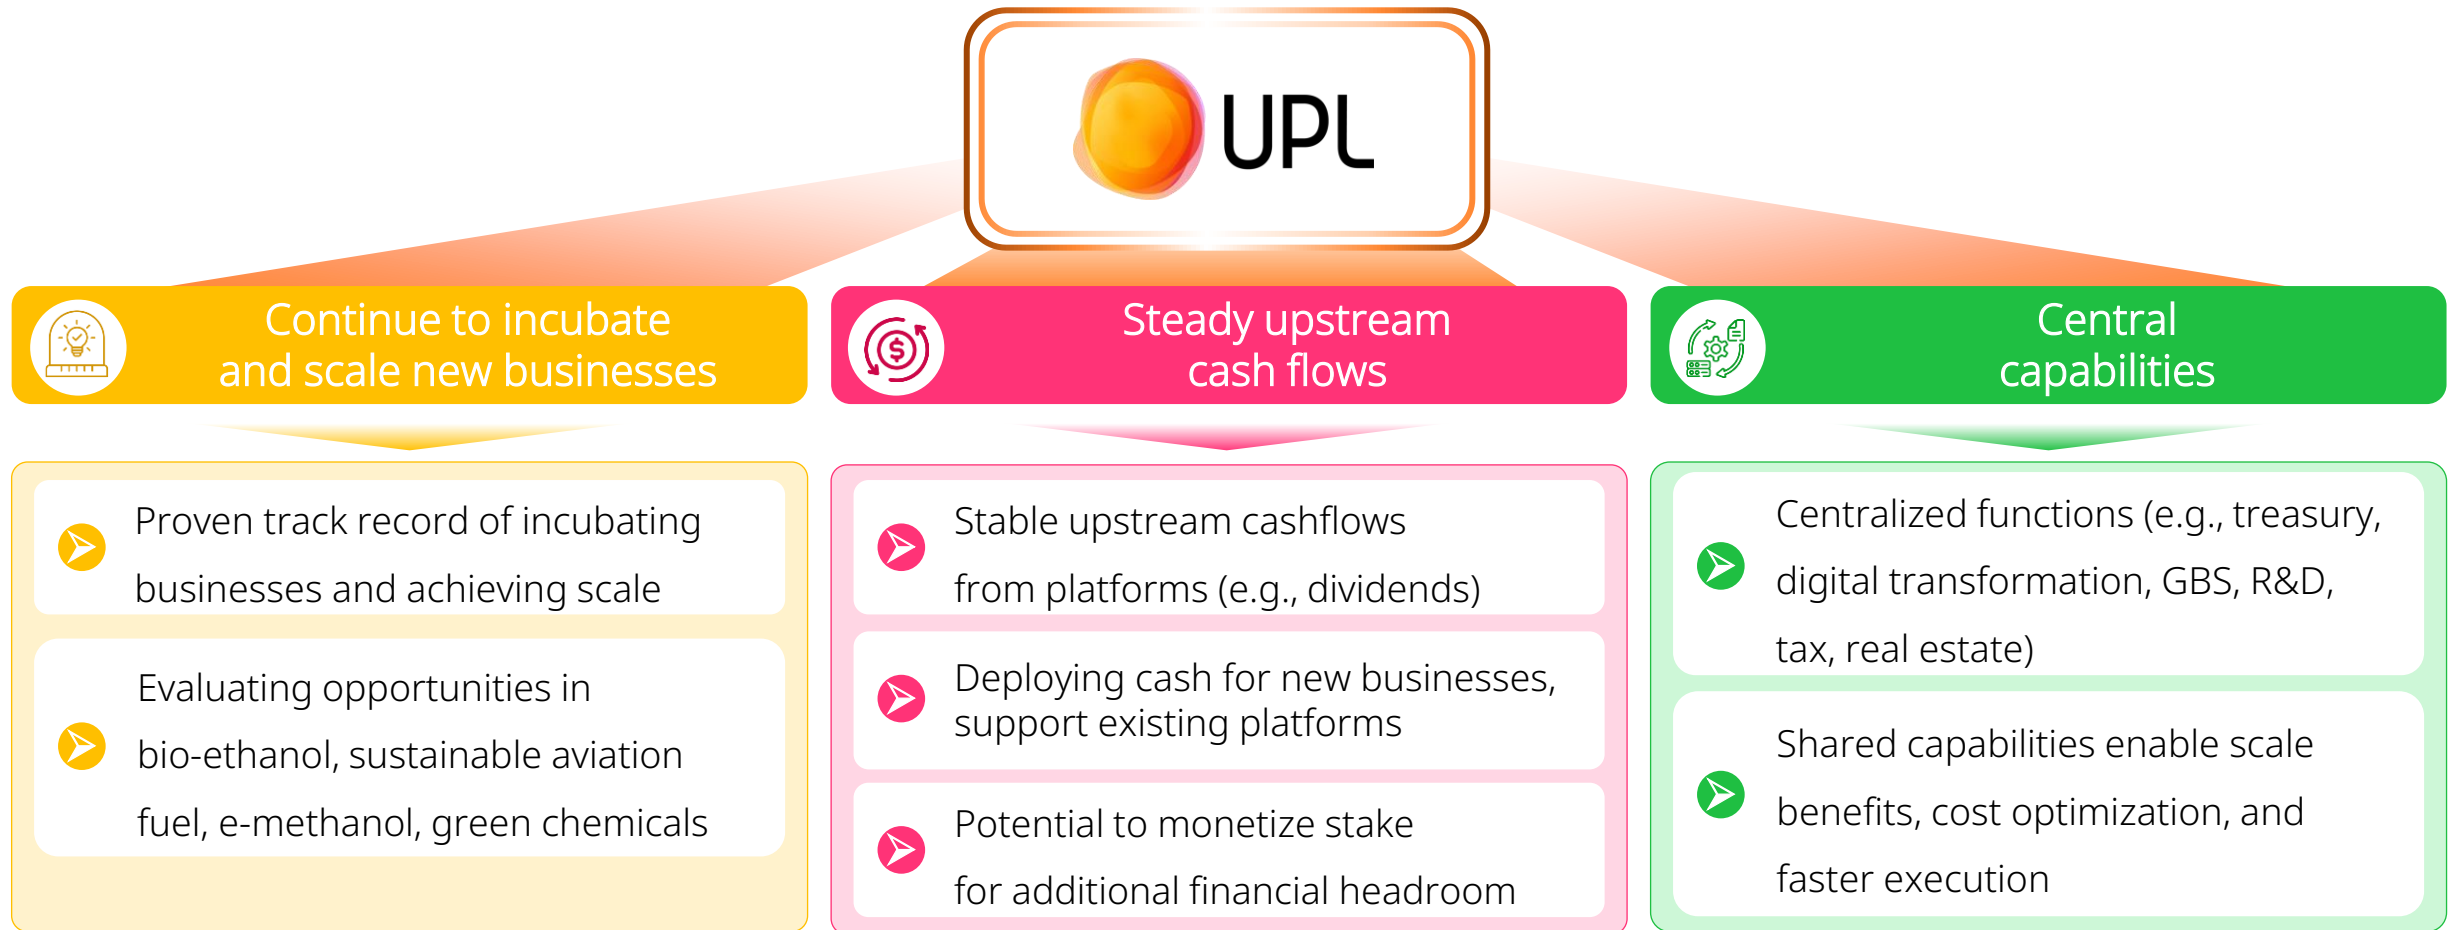 UPL
Continue to incubate
and scale new businesses
Proven track record of incubating
businesses and achieving scale
Evaluating opportunities in
bio-ethanol, sustainable aviation
fuel, e-methanol, green chemicals
Steady upstream
cash flows
Stable upstream cashflows
from platforms (e.g., dividends)
Deploying cash for new businesses,
support existing platforms
Potential to monetize stake
for additional financial headroom
Central
capabilities
Centralized functions (e.g., treasury,
digital transformation, GBS, R&D,
tax, real estate)
Shared capabilities enable scale
benefits, cost optimization, and
faster execution